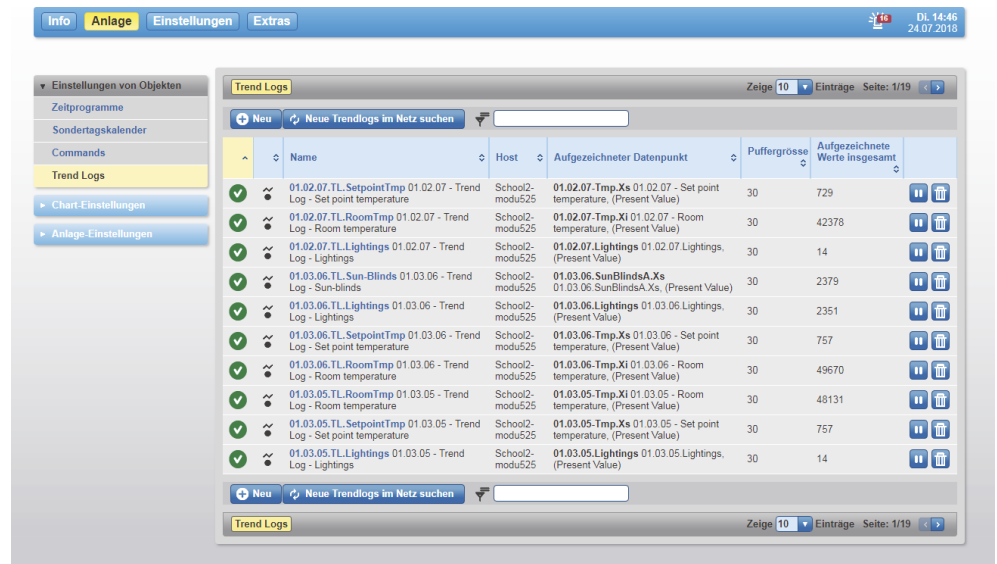 Info Anlage Einstellungen Extras 16 Di. 14:46
24.07.2018
Einstellungen von Objekten
Zeitprogramme
Sondertagskalender
Commands
Trend Logs
Chart-Einstellungen
Anlage-Einstellungen
Trend Logs Zeige 10 Einträge Seite: 1/19
Neu Neue Trendlogs im Netz suchen
Name Host Aufgezeichneter Datenpunkt Puffergrösse Aufgezeichnete
Werte insgesamt
01.02.07.TL.SetpointTmp 01.02.07 - Trend School2- 01.02.07-Tmp.Xs 01.02.07 - Set point 30 729
Log - Set point temperature modu525 temperature, (Present Value)
01.02.07.TL.RoomTmp 01.02.07 - Trend School2- 01.02.07-Tmp.Xi 01.02.07 - Room 30 42378
Log - Room temperature modu525 temperature, (Present Value)
01.02.07.TL.Lightings 01.02.07 - Trend School2- 01.02.07.Lightings 01.02.07.Lightings, 30 14
Log - Lightings modu525 (Present Value)
01.03.06.TL.Sun-Blinds 01.03.06 - Trend School2- 01.03.06.SunBlindsA.Xs 30 2379
Log - Sun-blinds modu525 01.03.06.SunBlindsA.Xs, (Present Value)
01.03.06.TL.Lightings 01.03.06 - Trend School2- 01.03.06.Lightings 01.03.06.Lightings, 30 2351
Log - Lightings modu525 (Present Value)
01.03.06.TL.SetpointTmp 01.03.06 - Trend School2- 01.03.06-Tmp.Xs 01.03.06 - Set point 30 757
Log - Set point temperature modu525 temperature, (Present Value)
01.03.06.TL.RoomTmp 01.03.06 - Trend School2- 01.03.06-Tmp.Xi 01.03.06 - Room 30 49670
Log - Room temperature modu525 temperature, (Present Value)
01.03.05.TL.RoomTmp 01.03.05 - Trend School2- 01.03.05-Tmp.Xi 01.03.05 - Room 30 48131
Log - Room temperature modu525 temperature, (Present Value)
01.03.05.TL.SetpointTmp 01.03.05 - Trend School2- 01.03.05-Tmp.Xs 01.03.05 - Set point 30 757
Log - Set point temperature modu525 temperature, (Present Value)
01.03.05.TL.Lightings 01.03.05 - Trend School2- 01.03.05.Lightings 01.03.05.Lightings, 30 14
Log - Lightings modu525 (Present Value)
Neu Neue Trendlogs im Netz suchen
Trend Logs Zeige 10 Einträge Seite: 1/19